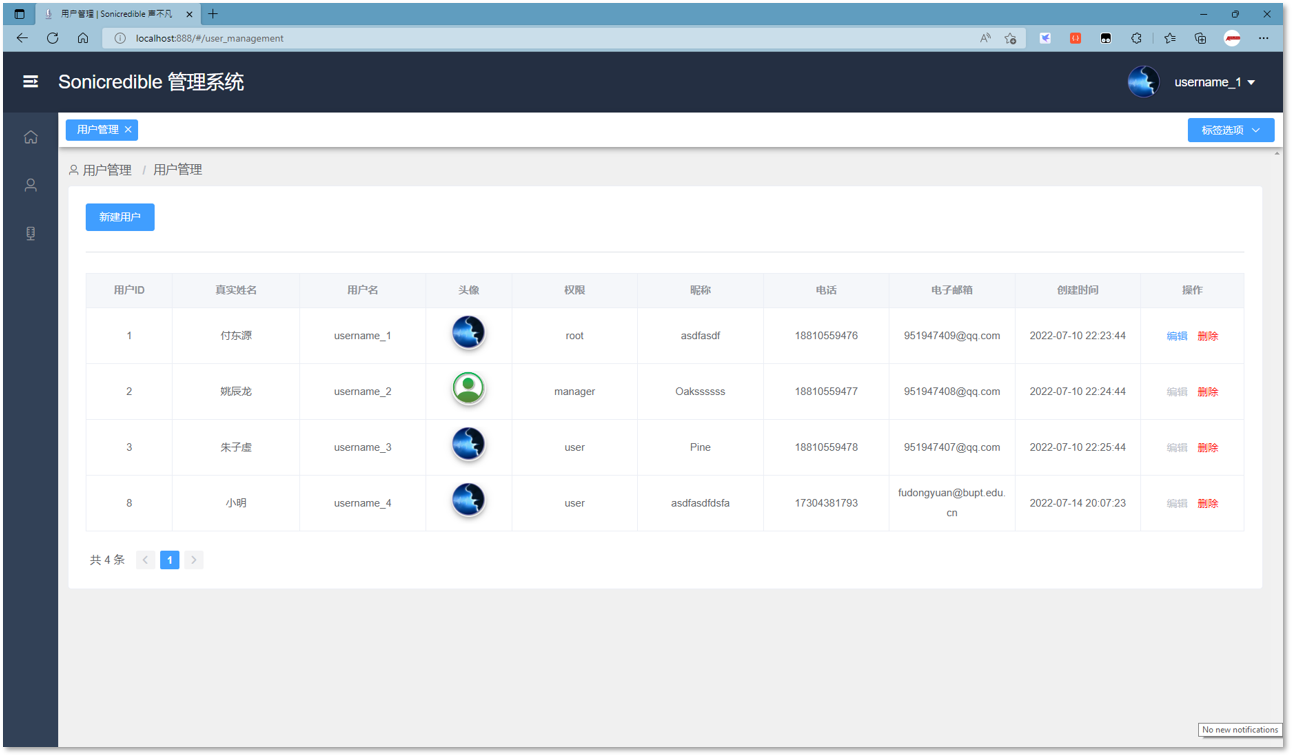 用户管理 | Sonicredible 声不凡
localhost:888/#/user_management
Sonicredible 管理系统
username_1
用户管理
标签选项
用户管理 / 用户管理
新建用户
用户ID 真实姓名 用户名 头像 权限 昵称 电话 电子邮箱 创建时间 操作
1 付东源 username_1 root asdfasdf 18810559476 951947409@qq.com 2022-07-10 22:23:44 编辑 删除
2 姚辰龙 username_2 manager Oakssssss 18810559477 951947408@qq.com 2022-07-10 22:24:44 编辑 删除
3 朱子虚 username_3 user Pine 18810559478 951947407@qq.com 2022-07-10 22:25:44 编辑 删除
8 小明 username_4 user asdfasdfdsfa 17304381793 fudongyuan@bupt.edu.
cn 2022-07-14 20:07:23 编辑 删除
共 4 条 1
No new notifications